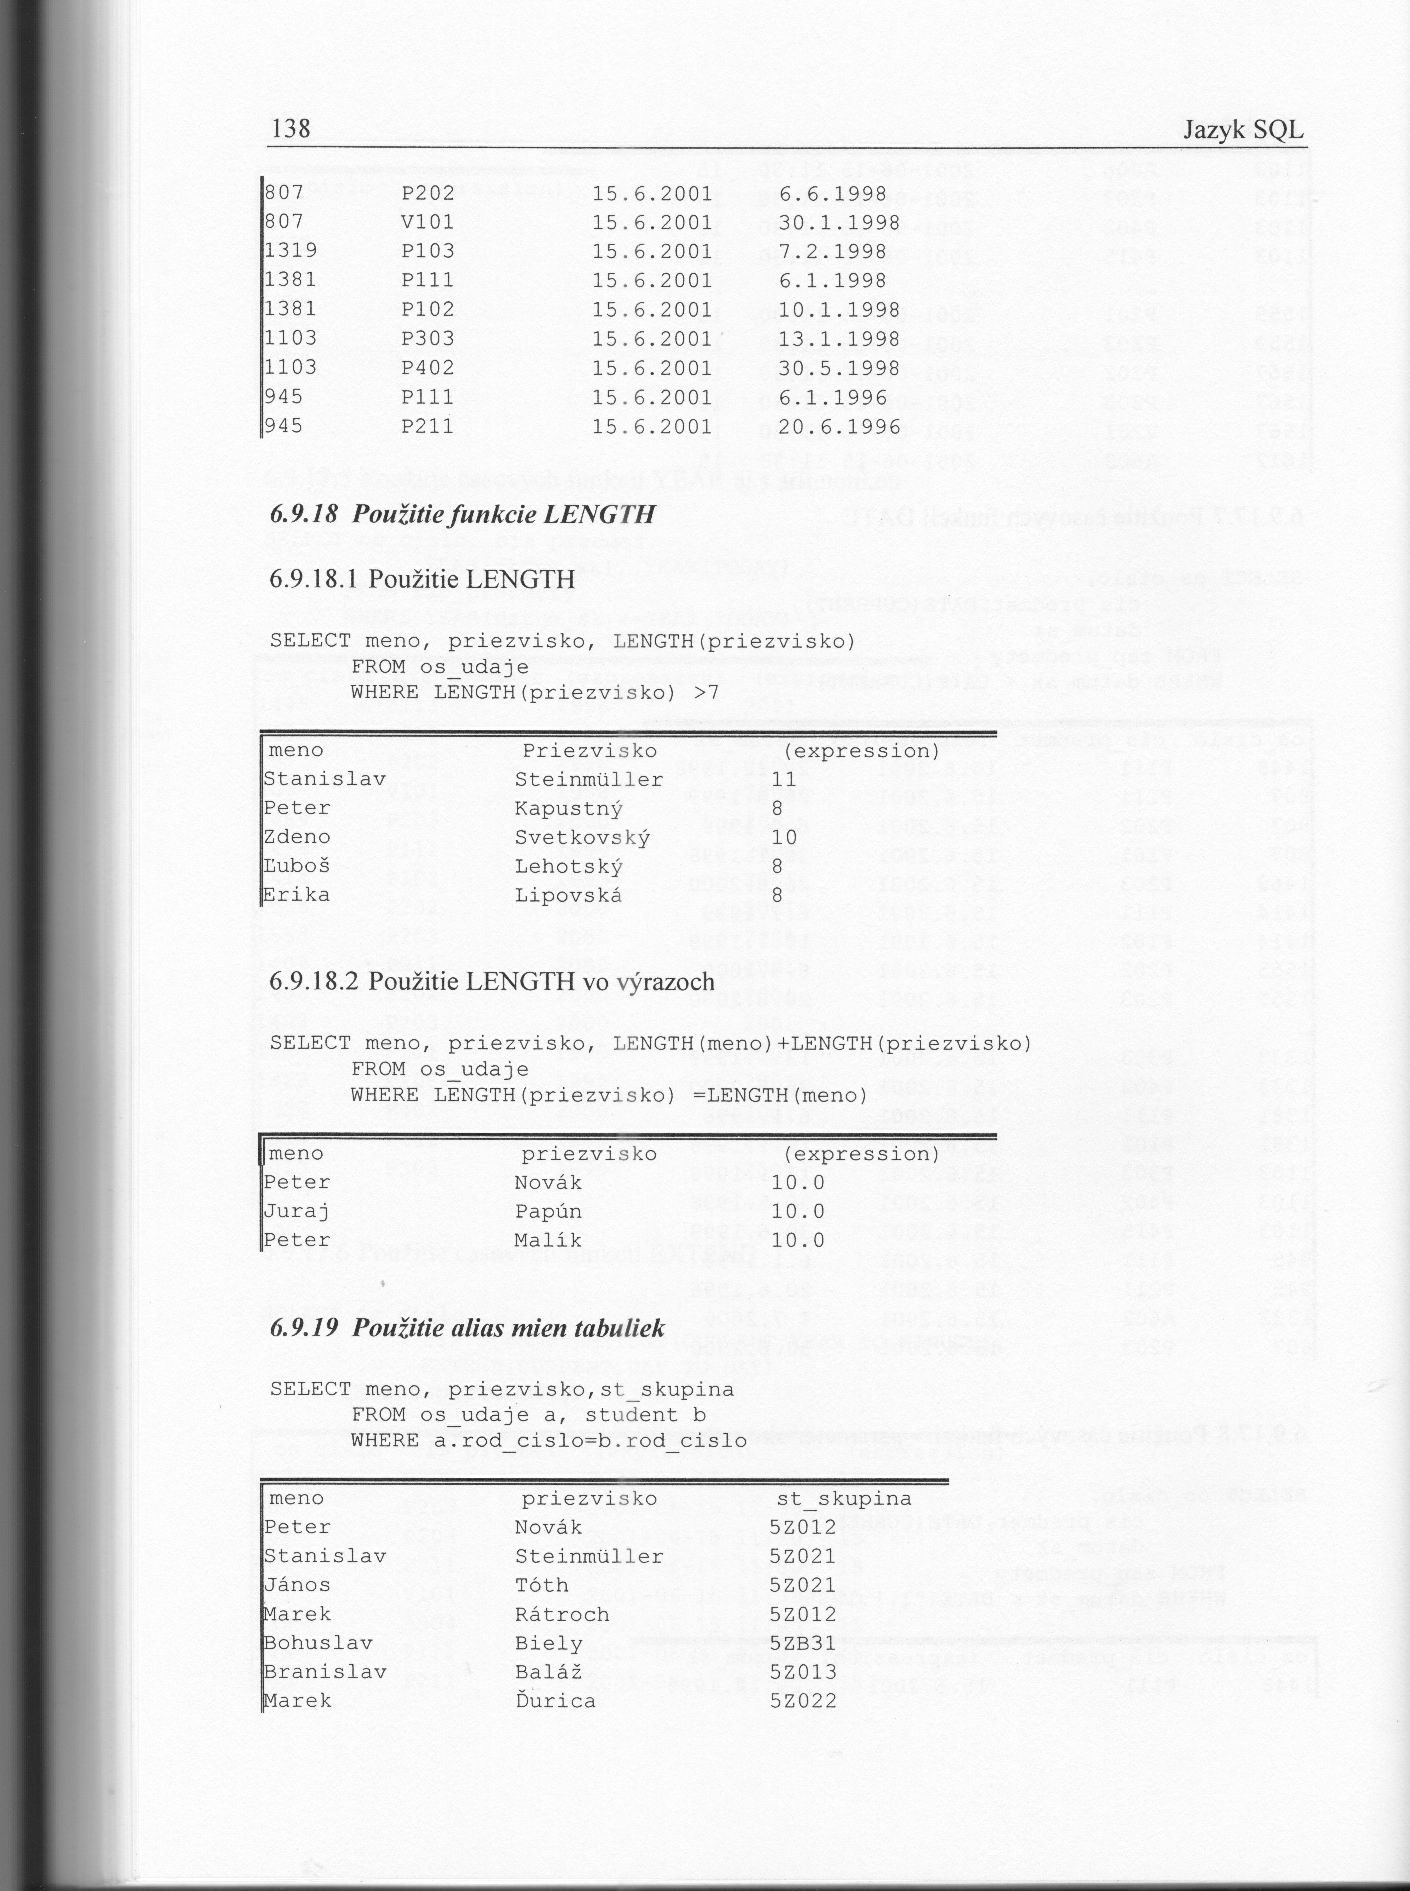 138 Jazyk SQL
807 P202 15.6.2001 6.6.1998
807 V101 15.6.2001 30.1.1998
1319 P103 15.6.2001 7.2.1998
1381 P111 15.6.2001 6.1.1998
1381 P102 15.6.2001 10.1.1998
1103 P303 15.6.2001 13.1.1998
1103 P402 15.6.2001 30.5.1998
945 P111 15.6.2001 6.1.1996
945 P211 15.6.2001 20.6.1996
6.9.18 Použitie funkcie LENGTH
6.9.18.1 Použitie LENGTH
SELECT meno, priezvisko, LENGTH(priezvisko)
FROM os_udaje
WHERE LENGTH(priezvisko) >7
meno Priezvisko (expression)
Stanislav Steinmüller 11
Peter Kapustný 8
Zdeno Svetkovský 10
Ľuboš Lehotský 8
Erika Lipovská 8
6.9.18.2 Použitie LENGTH vo výrazoch
SELECT meno, priezvisko, LENGTH(meno)+LENGTH(priezvisko)
FROM os_udaje
WHERE LENGTH(priezvisko) =LENGTH(meno)
meno priezvisko (expression)
Peter Novák 10.0
Juraj Papún 10.0
Peter Malík 10.0
6.9.19 Použitie alias mien tabuliek
SELECT meno, priezvisko,st_skupina
FROM os_udaje a, student b
WHERE a.rod_cislo=b.rod_cislo
meno priezvisko st_skupina
Peter Novák 5Z012
Stanislav Steinmüller 5Z021
János Tóth 5Z021
Marek Rátroch 5Z012
Bohuslav Biely 5ZB31
Branislav Baláž 5Z013
Marek Ďurica 5Z022